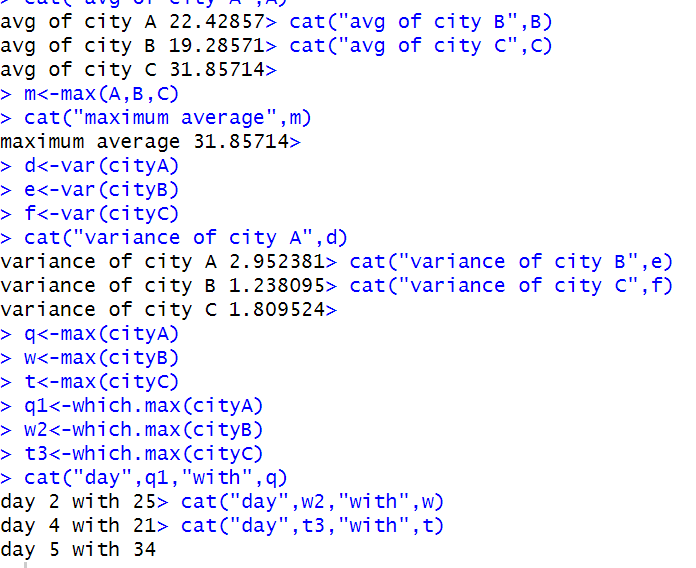 > cat("avg of city A",A)
avg of city A 22.42857> cat("avg of city B",B)
avg of city B 19.28571> cat("avg of city C",C)
avg of city C 31.85714>
> m<-max(A,B,C)
> cat("maximum average",m)
maximum average 31.85714>
> d<-var(cityA)
> e<-var(cityB)
> f<-var(cityC)
> cat("variance of city A",d)
variance of city A 2.952381> cat("variance of city B",e)
variance of city B 1.238095> cat("variance of city C",f)
variance of city C 1.809524>
> q<-max(cityA)
> w<-max(cityB)
> t<-max(cityC)
> q1<-which.max(cityA)
> w2<-which.max(cityB)
> t3<-which.max(cityC)
> cat("day",q1,"with",q)
day 2 with 25> cat("day",w2,"with",w)
day 4 with 21> cat("day",t3,"with",t)
day 5 with 34